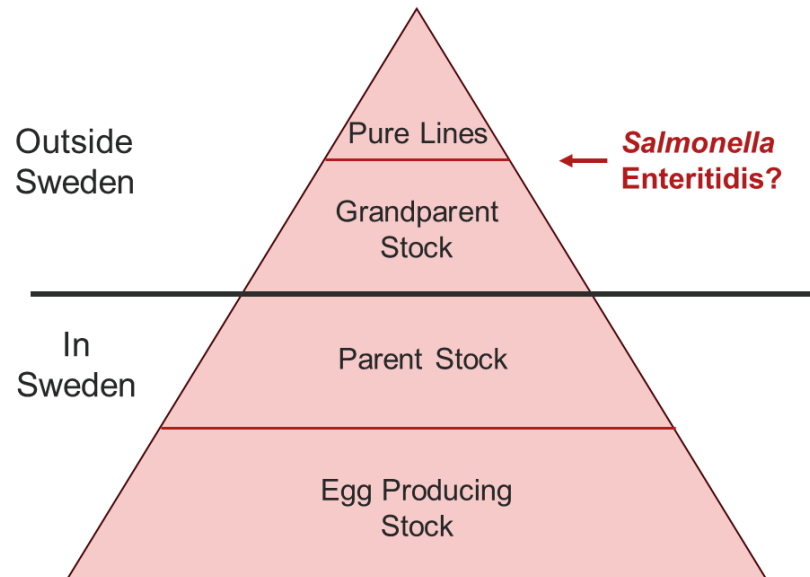 Outside
Sweden
Pure Lines
Salmonella
Enteritidis?
Grandparent
Stock
In
Sweden
Parent Stock
Egg Producing
Stock